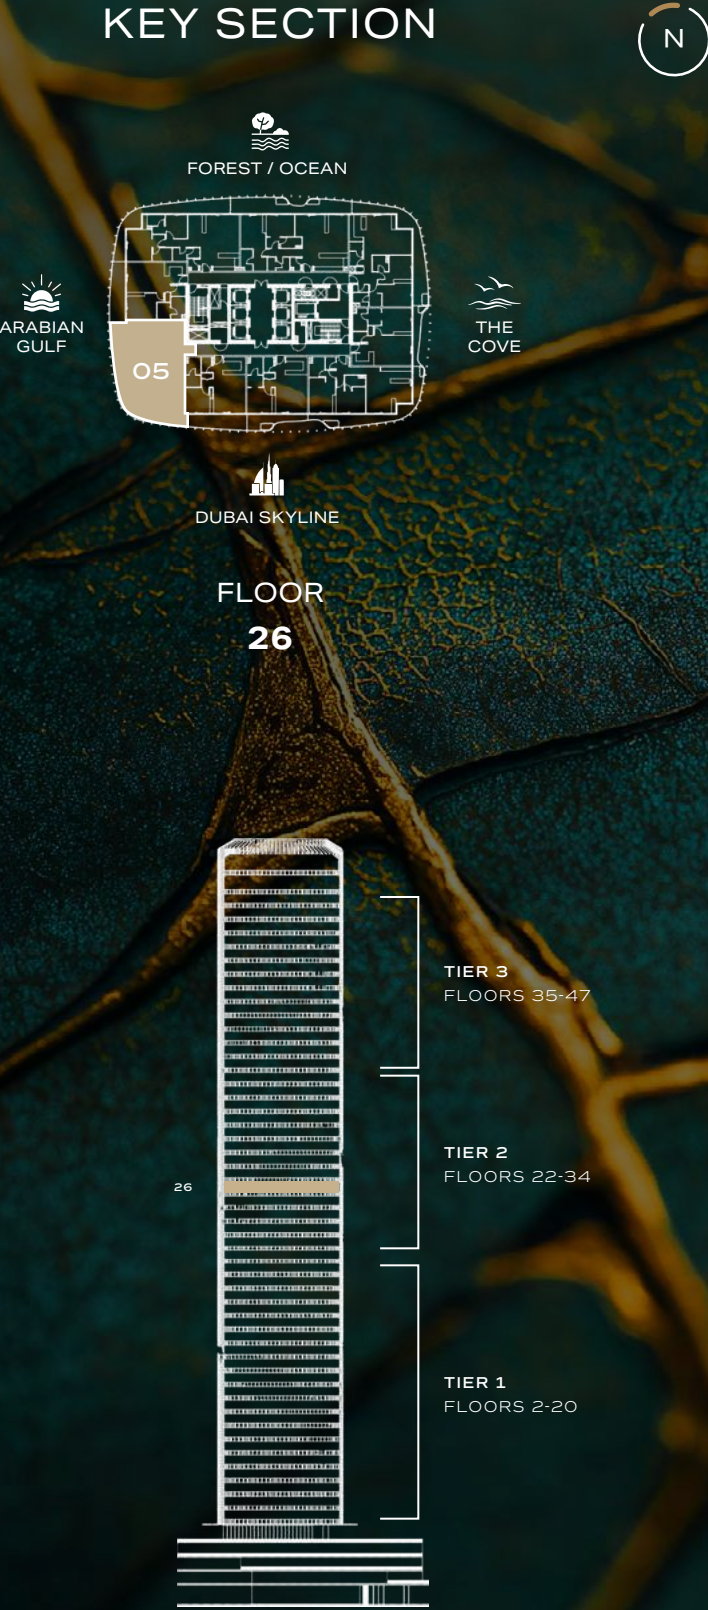 KEY SECTION
N
FOREST / OCEAN
ARABIAN
GULF
THE
COVE
05
DUBAI SKYLINE
FLOOR
26
TIER 3
FLOORS 35-47
TIER 2
FLOORS 22-34
26
TIER 1
FLOORS 2-20